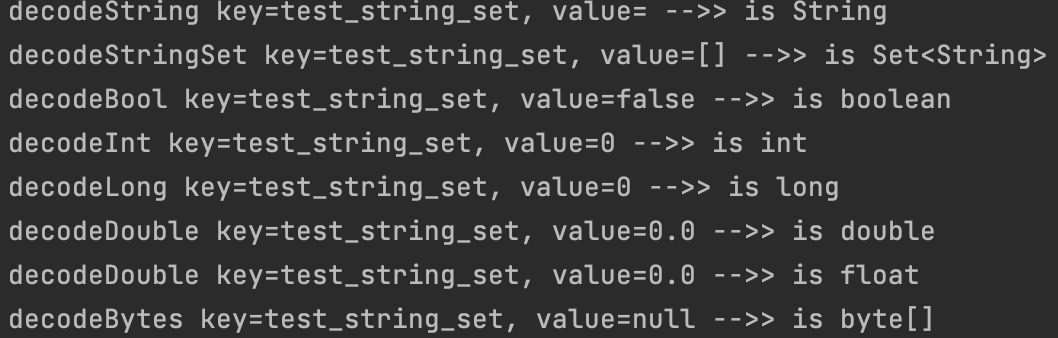 decodeString key=test_string_set, value= -->> is String
decodeStringSet key=test_string_set, value=[] -->> is Set<String>
decodeBool key=test_string_set, value=false -->> is boolean
decodeInt key=test_string_set, value=0 -->> is int
decodeLong key=test_string_set, value=0 -->> is long
decodeDouble key=test_string_set, value=0.0 -->> is double
decodeDouble key=test_string_set, value=0.0 -->> is float
decodeBytes key=test_string_set, value=null -->> is byte[]